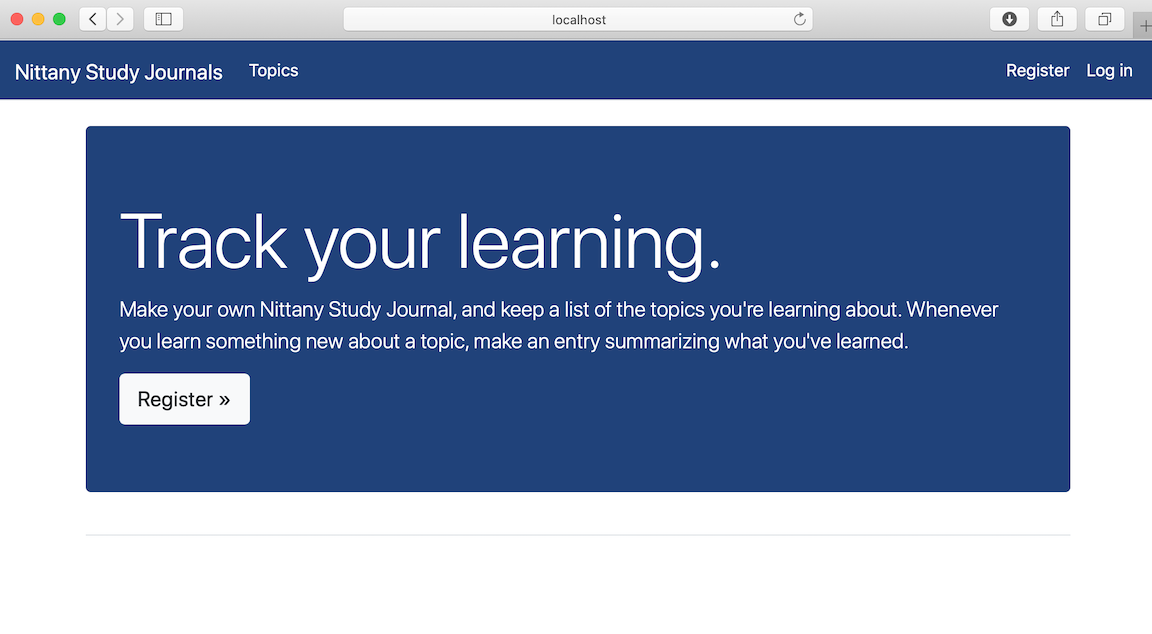 localhost
Nittany Study Journals Topics Register Log in
Track your learning.
Make your own Nittany Study Journal, and keep a list of the topics you're learning about. Whenever
you learn something new about a topic, make an entry summarizing what you've learned.
Register »